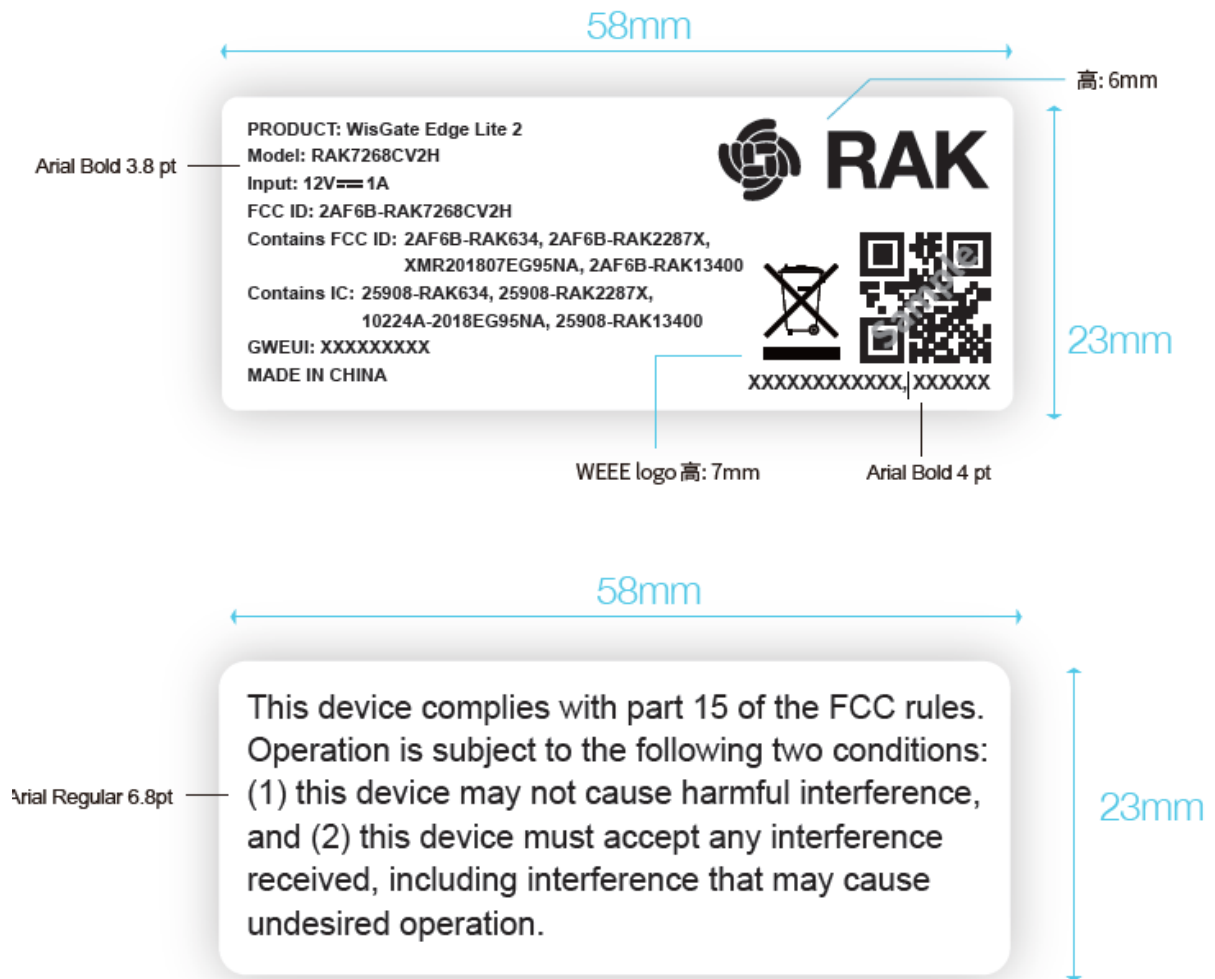 58mm
高: 6mm
PRODUCT: WisGate Edge Lite 2
Model: RAK7268CV2H
Input: 12V⎓1A
FCC ID: 2AF6B-RAK7268CV2H
Contains FCC ID: 2AF6B-RAK634, 2AF6B-RAK2287X,
XMR201807EG95NA, 2AF6B-RAK13400
Contains IC: 25908-RAK634, 25908-RAK2287X,
10224A-2018EG95NA, 25908-RAK13400
GWEUI: XXXXXXXXX
MADE IN CHINA
Arial Bold 3.8 pt
RAK
Sample
XXXXXXXXXXXX, XXXXXX
23mm
WEEE logo 高: 7mm
Arial Bold 4 pt
58mm
This device complies with part 15 of the FCC rules.
Operation is subject to the following two conditions:
(1) this device may not cause harmful interference,
and (2) this device must accept any interference
received, including interference that may cause
undesired operation.
Arial Regular 6.8pt
23mm